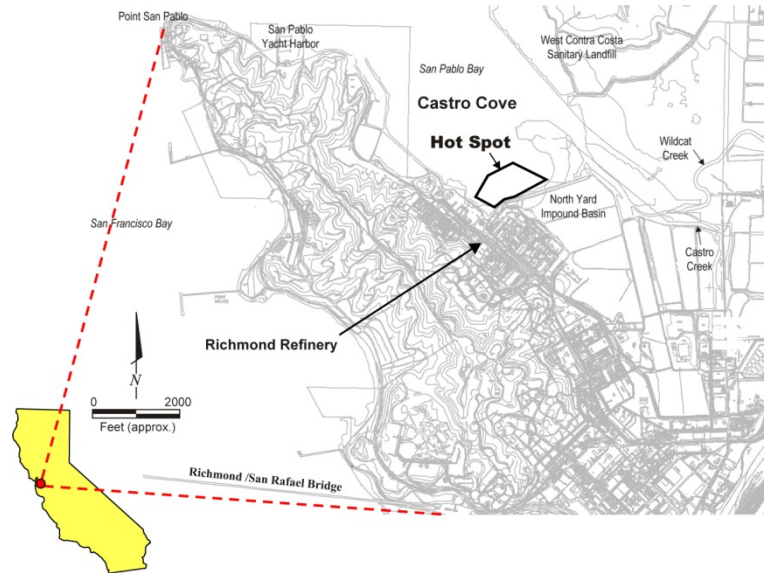 Point San Pablo
San Pablo
Yacht Harbor
West Contra Costa
Sanitary Landfill
San Pablo Bay
Castro Cove
Hot Spot
Wildcat
Creek
North Yard
Impound Basin
San Francisco Bay
Castro
Creek
Richmond Refinery
N
0 2000
Feet (approx.)
Richmond /San Rafael Bridge